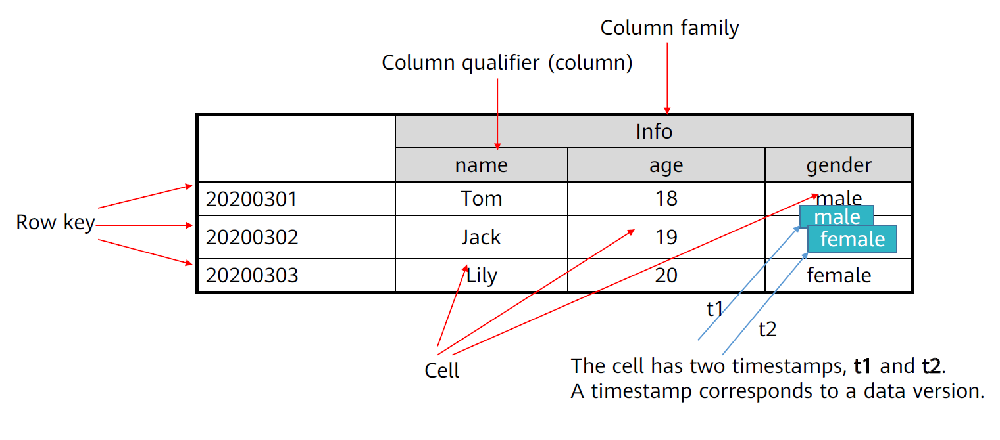 Column family
Column qualifier (column)
Info
name age gender
20200301 Tom 18 male
male
Row key
20200302 Jack 19 female
20200303 Lily 20 female
t1
t2
Cell
The cell has two timestamps, t1 and t2.
A timestamp corresponds to a data version.